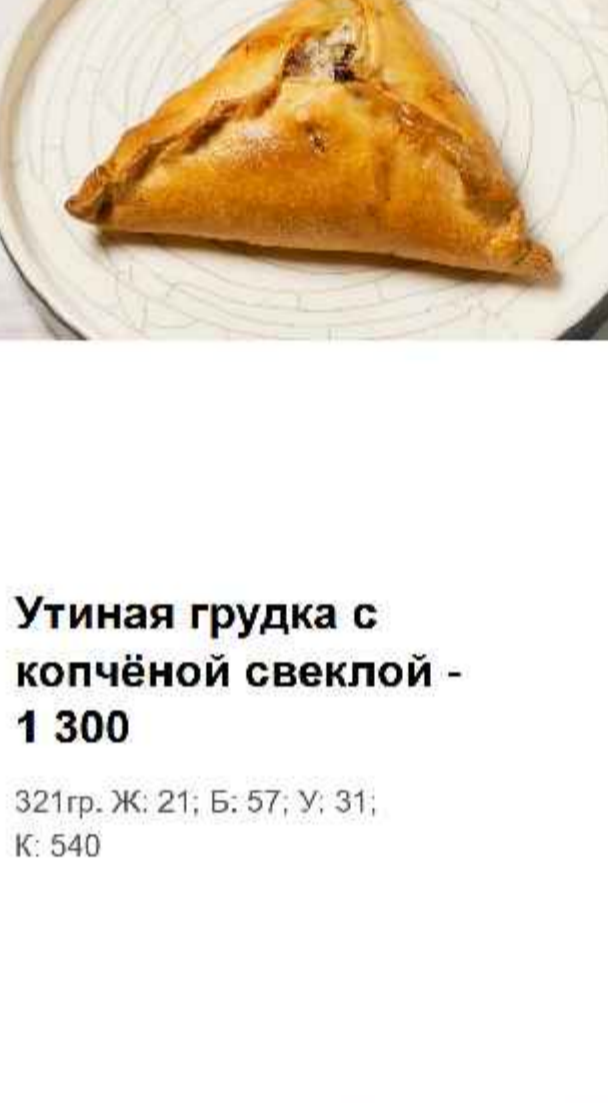 Утиная грудка с
копчёной свеклой -
1 300
321гр. Ж: 21; Б: 57; У: 31;
К: 540